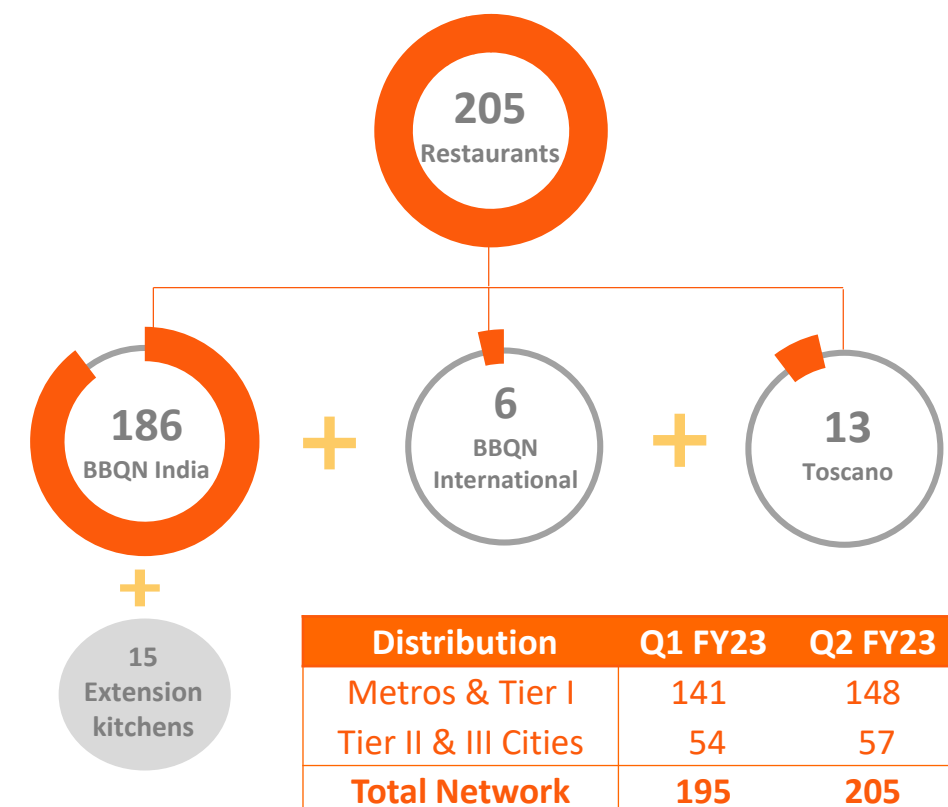 205
Restaurants
186
BBQN India
+
6
BBQN
International
+
13
Toscano
+
15
Extension
kitchens
Distribution Q1 FY23 Q2 FY23
Metros & Tier I 141 148
Tier II & III Cities 54 57
Total Network 195 205